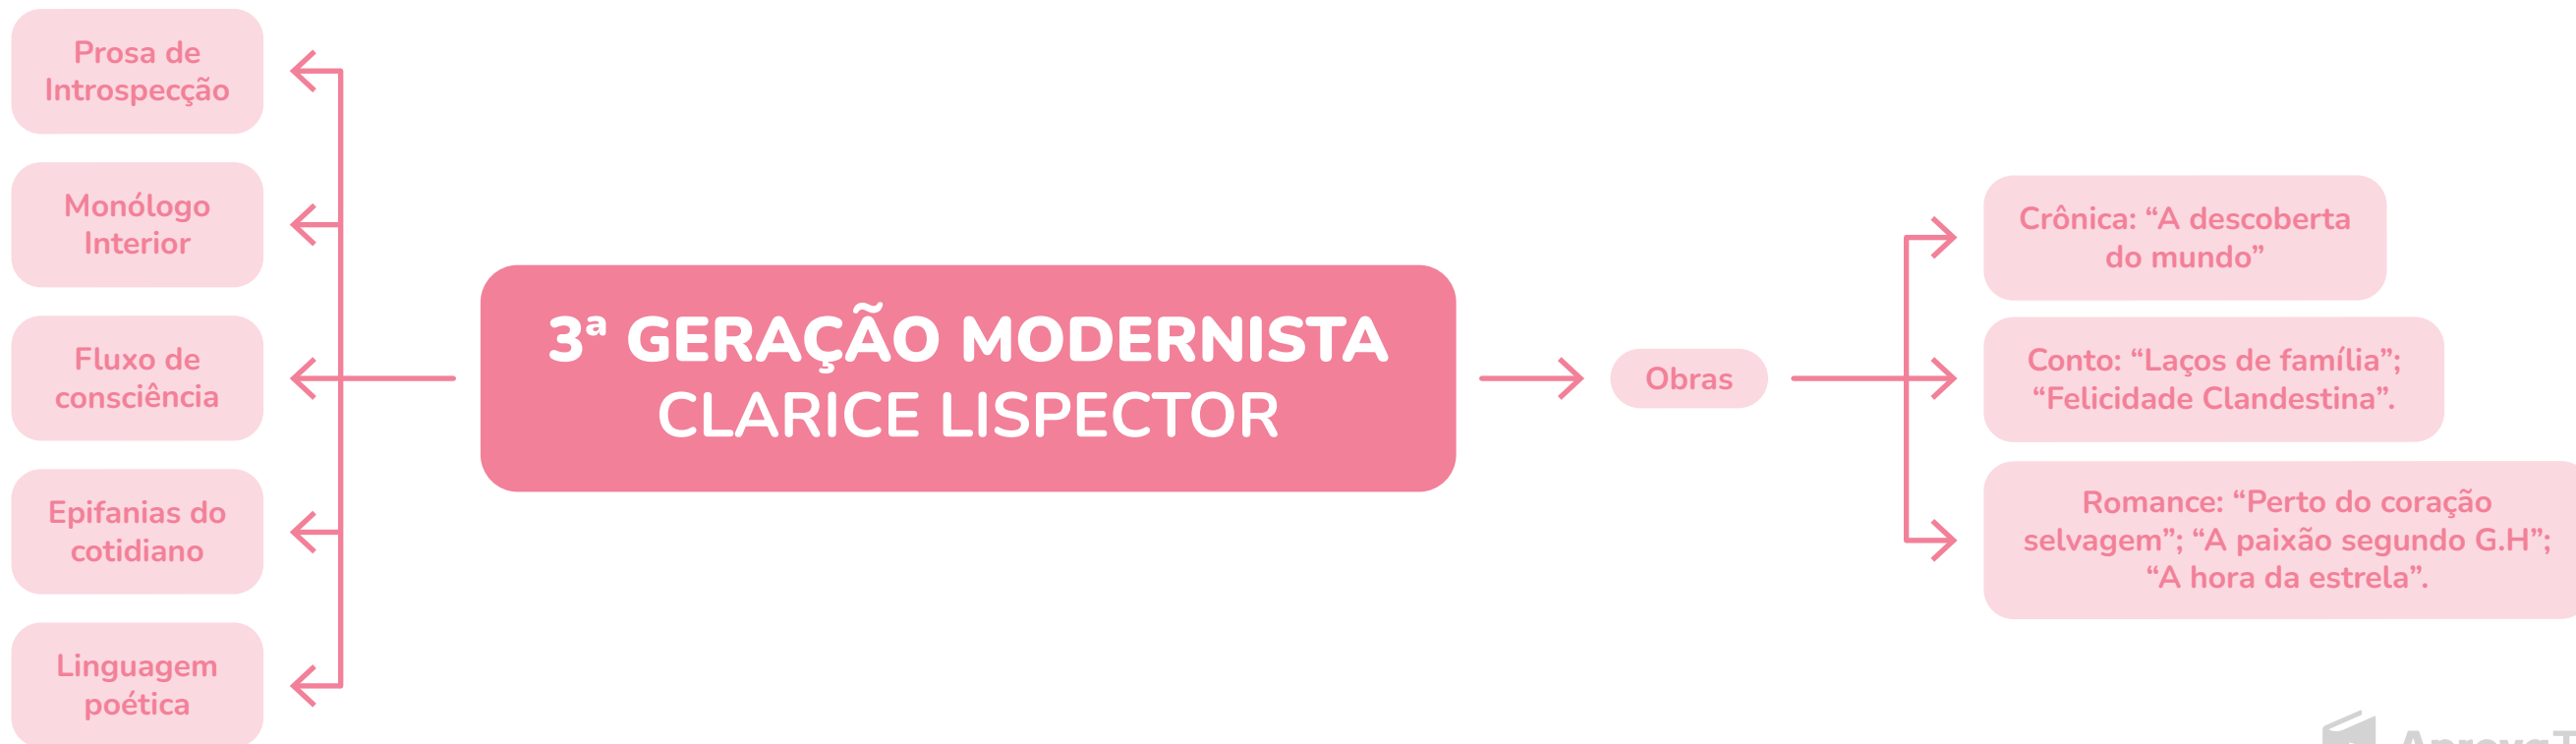 Prosa de
Introspecção
Monólogo
Interior
Fluxo de
consciência
Epifanias do
cotidiano
Linguagem
poética
3ª GERAÇÃO MODERNISTA
CLARICE LISPECTOR
Obras
Crônica: “A descoberta
do mundo”
Conto: “Laços de família”;
“Felicidade Clandestina”.
Romance: “Perto do coração
selvagem”; “A paixão segundo G.H”;
“A hora da estrela”.